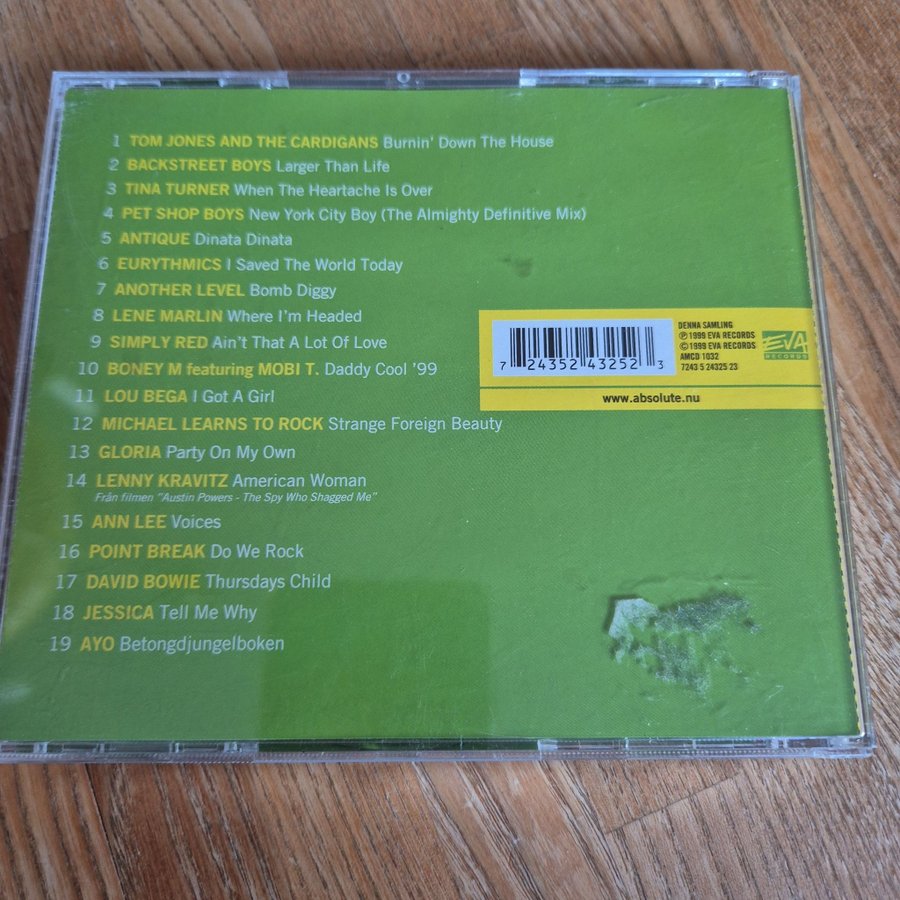 1 TOM JONES AND THE CARDIGANS Burnin' Down The House
2 BACKSTREET BOYS Larger Than Life
3 TINA TURNER When The Heartache Is Over
4 PET SHOP BOYS New York City Boy (The Almighty Definitive Mix)
5 ANTIQUE Dinata Dinata
6 EURYTHMICS I Saved The World Today
7 ANOTHER LEVEL Bomb Diggy
8 LENE MARLIN Where I'm Headed
9 SIMPLY RED Ain't That A Lot Of Love
10 BONEY M featuring MOBI T. Daddy Cool '99
11 LOU BEGA I Got A Girl
12 MICHAEL LEARNS TO ROCK Strange Foreign Beauty
13 GLORIA Party On My Own
14 LENNY KRAVITZ American Woman
Från filmen "Austin Powers - The Spy Who Shagged Me"
15 ANN LEE Voices
16 POINT BREAK Do We Rock
17 DAVID BOWIE Thursdays Child
18 JESSICA Tell Me Why
19 AYO Betongdjungelboken
7 24352 43252 3
DENNA SAMLING
℗ 1999 EVA RECORDS
© 1999 EVA RECORDS
AMCD 1032
7243 5 24325 23
EVA
RECORDS
www.absolute.nu